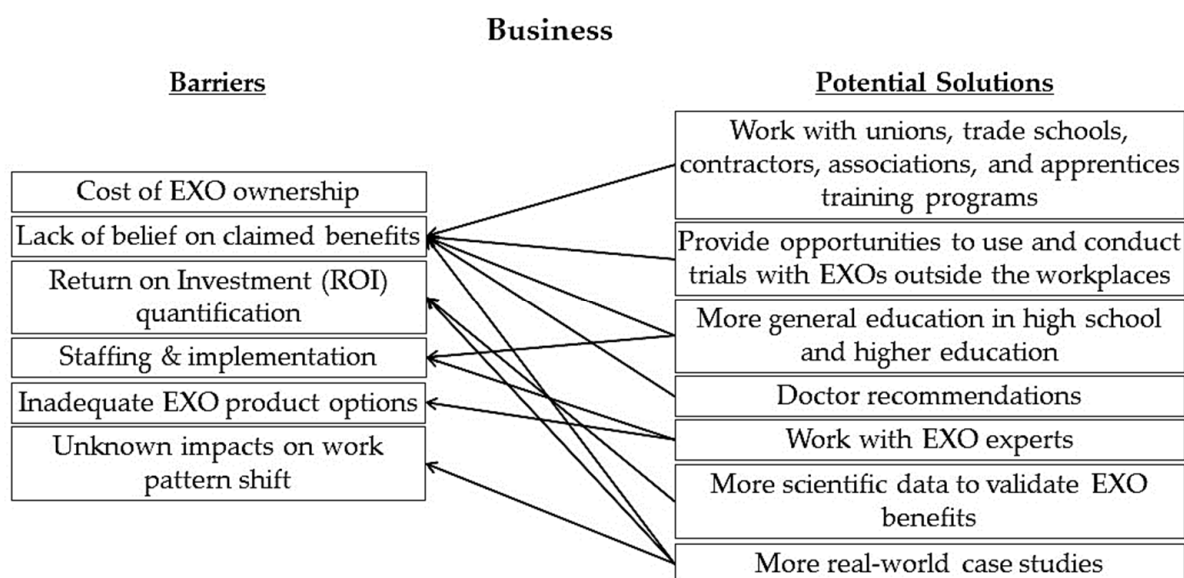 Business
Barriers
Cost of EXO ownership
Lack of belief on claimed benefits
Return on Investment (ROI)
quantification
Staffing & implementation
Inadequate EXO product options
Unknown impacts on work
pattern shift
Potential Solutions
Work with unions, trade schools,
contractors, associations, and apprentices
training programs
Provide opportunities to use and conduct
trials with EXOs outside the workplaces
More general education in high school
and higher education
Doctor recommendations
Work with EXO experts
More scientific data to validate EXO
benefits
More real-world case studies